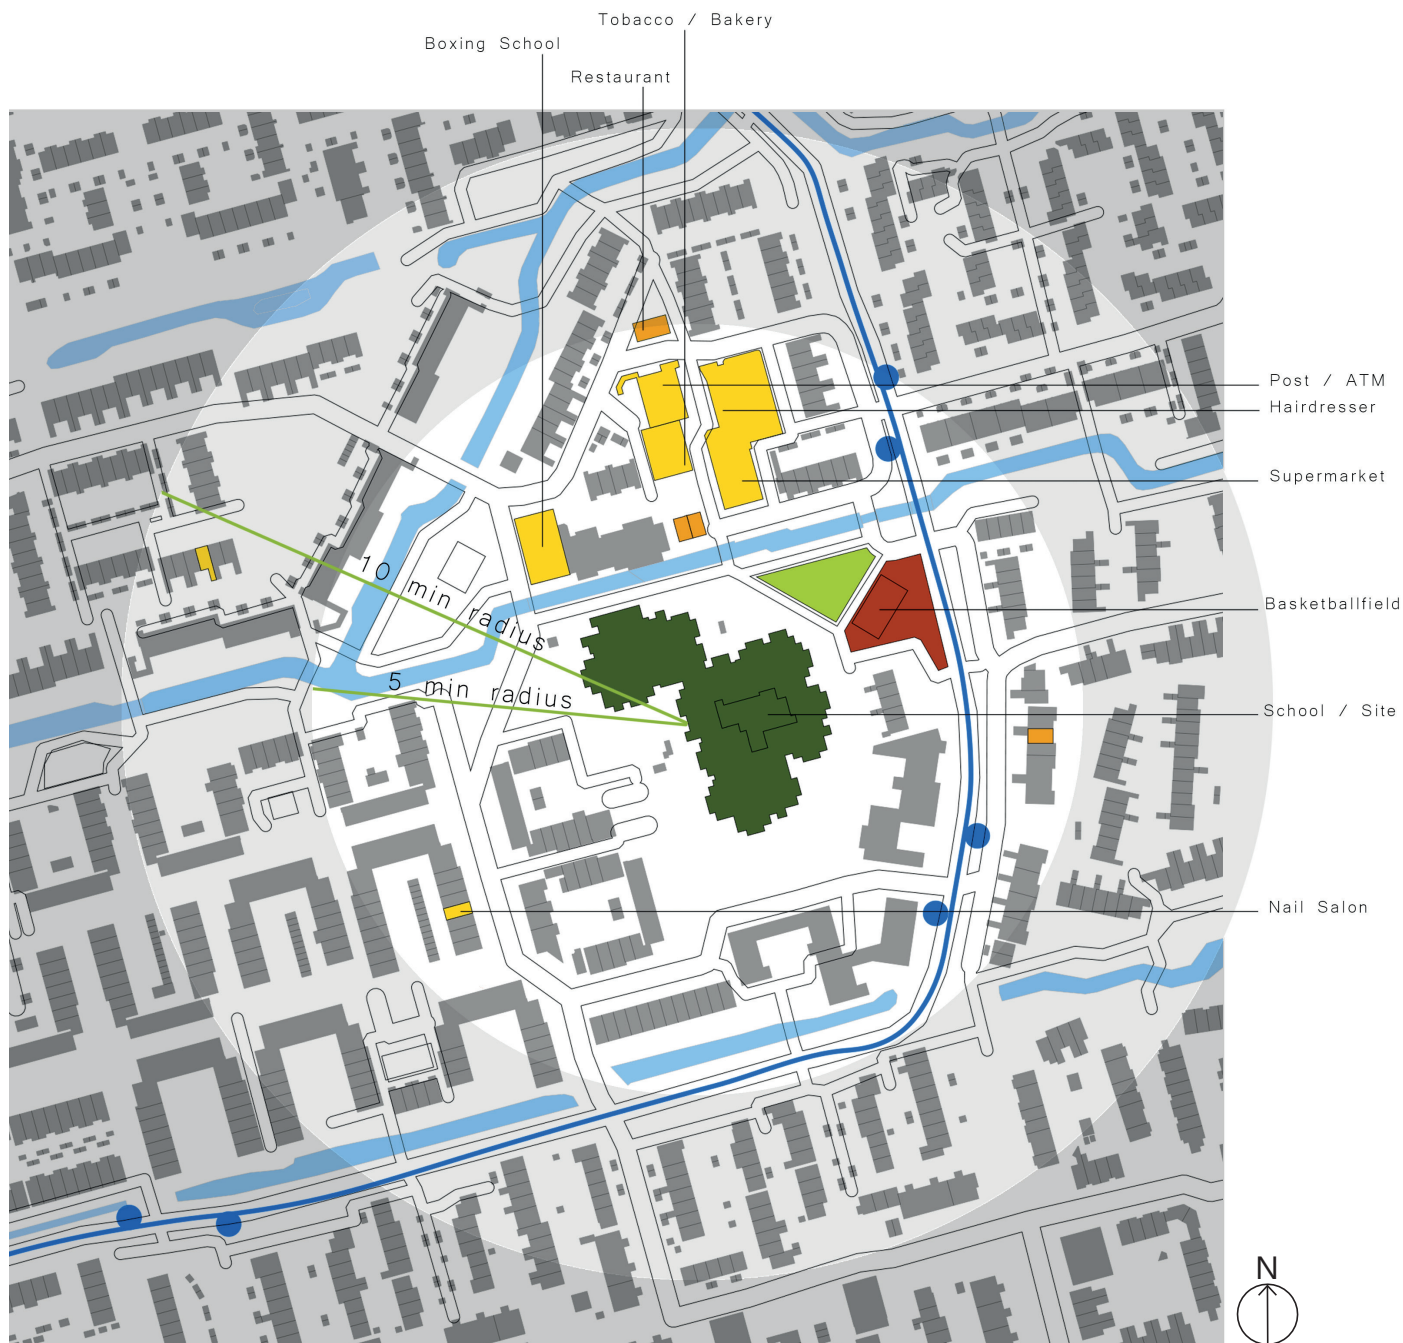 Tobacco / Bakery
Boxing School
Restaurant
Post / ATM
Hairdresser
Supermarket
10 min radius
Basketballfield
5 min radius
School / Site
Nail Salon
N